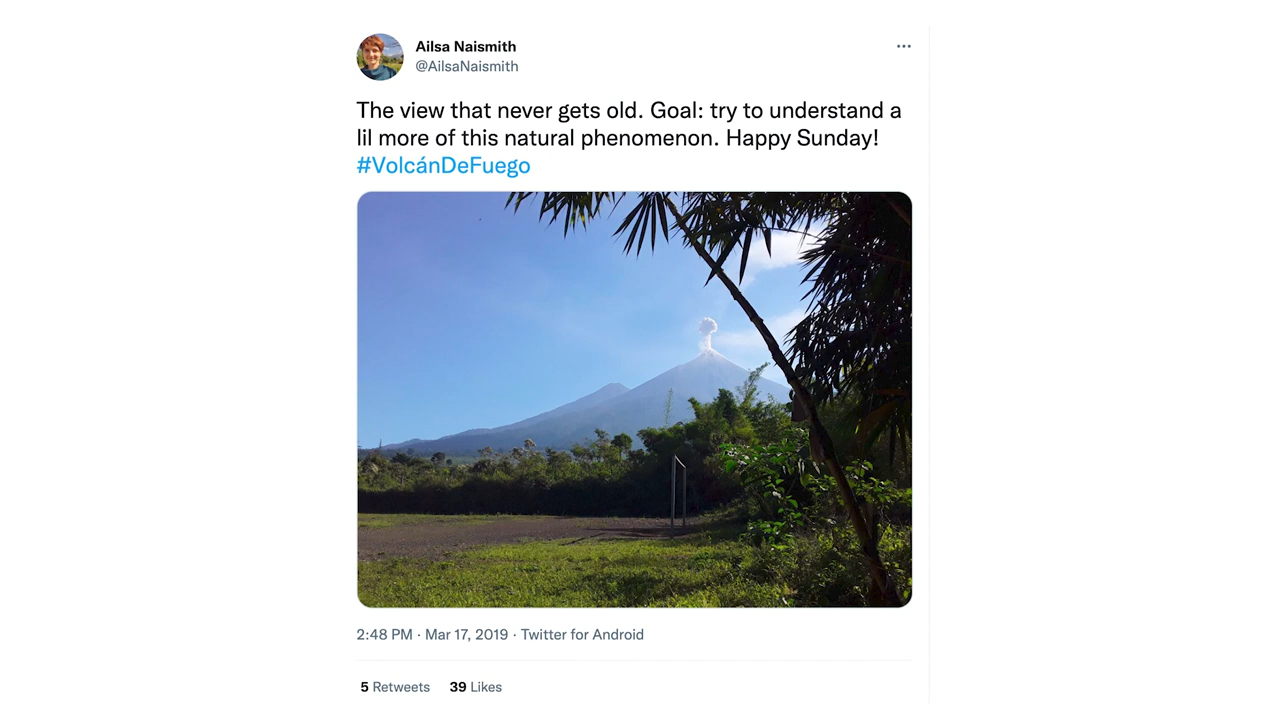 Ailsa Naismith
@AilsaNaismith
The view that never gets old. Goal: try to understand a
lil more of this natural phenomenon. Happy Sunday!
#VolcánDeFuego
2:48 PM · Mar 17, 2019 · Twitter for Android
5 Retweets 39 Likes